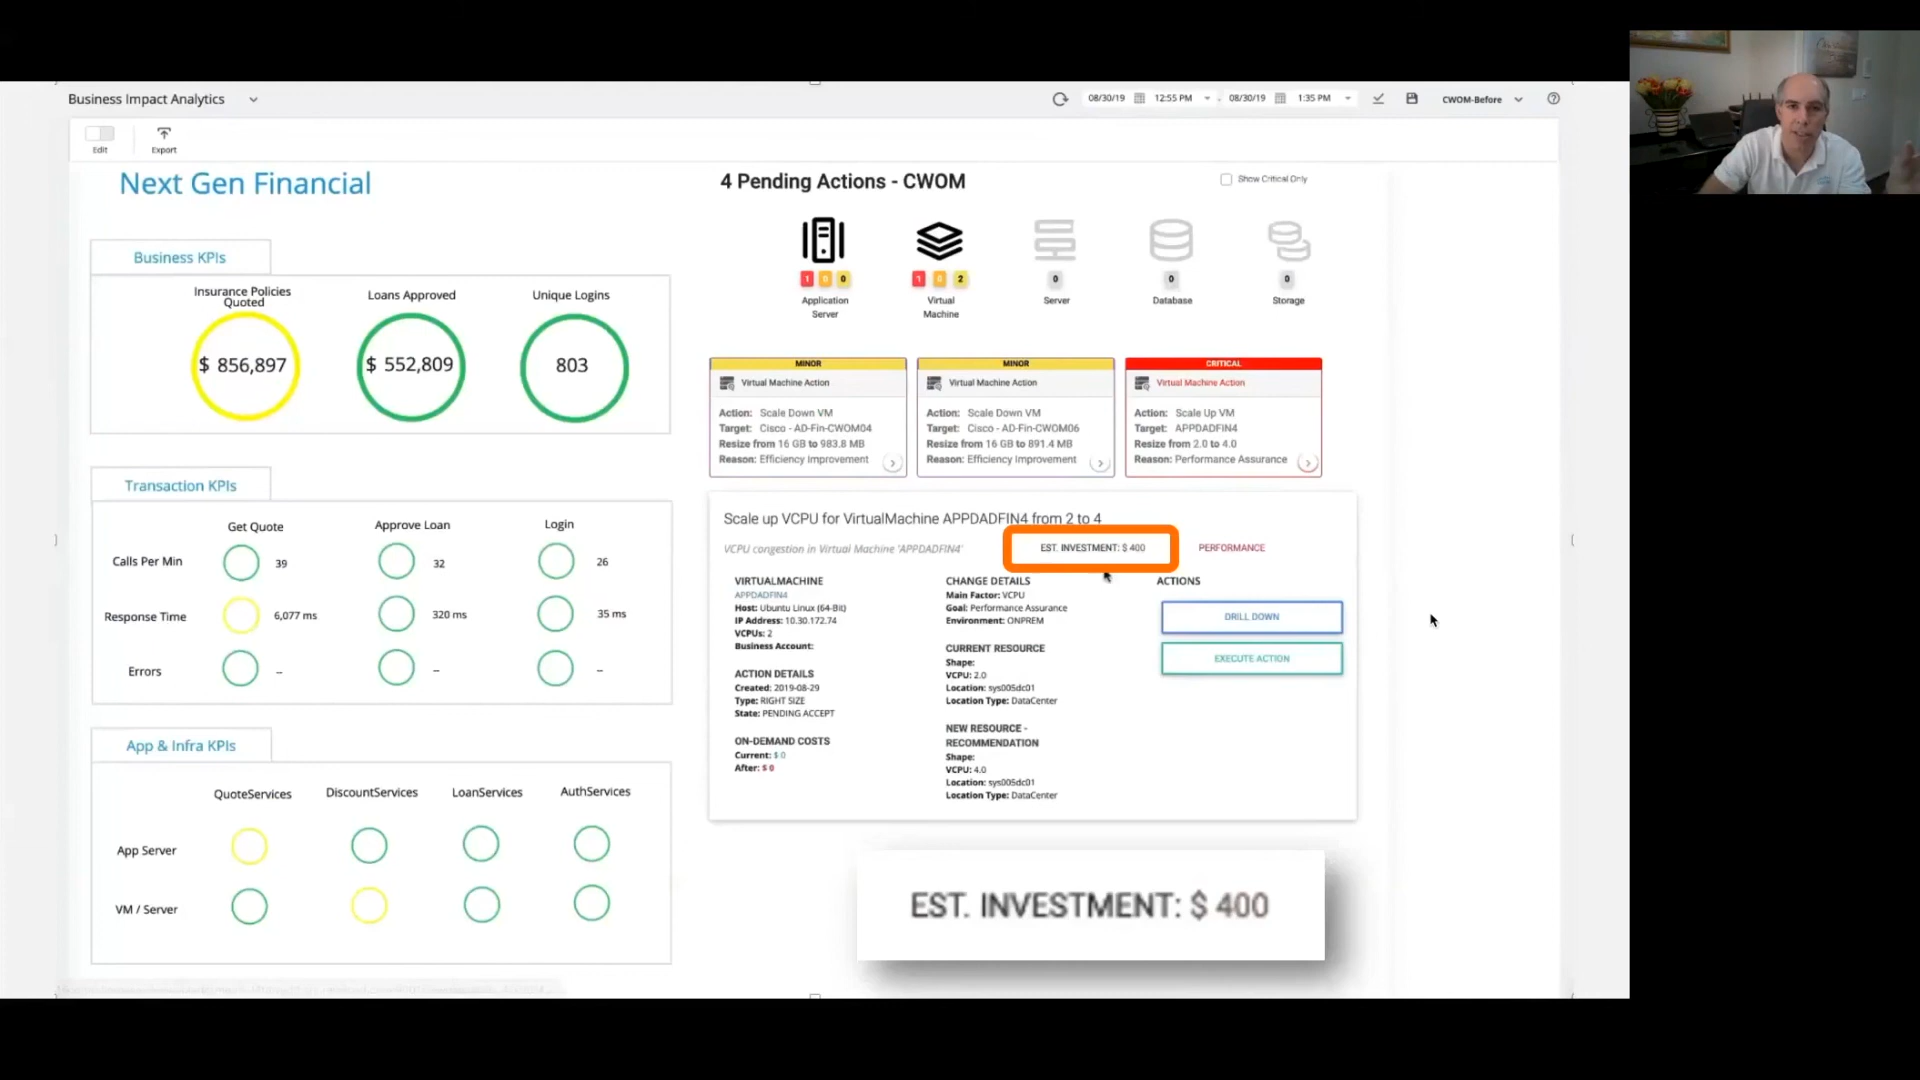 Business Impact Analytics
08/30/19 12:55 PM - 08/30/19 1:35 PM CWOM-Before
Edit Export
Next Gen Financial
Business KPIs
Insurance Policies
Quoted
Loans Approved
Unique Logins
$ 856,897
$ 552,809
803
Transaction KPIs
Get Quote Approve Loan Login
Calls Per Min 39 32 26
Response Time 6,077 ms 320 ms 35 ms
Errors -- -- --
App & Infra KPIs
QuoteServices DiscountServices LoanServices AuthServices
App Server
VM / Server
4 Pending Actions - CWOM
Show Critical Only
1 0 0
Application
Server
1 0 2
Virtual
Machine
0
Server
0
Database
0
Storage
MINOR
Virtual Machine Action
Action: Scale Down VM
Target: Cisco - AD-Fin-CWOM04
Resize from 16 GB to 983.8 MB
Reason: Efficiency Improvement
MINOR
Virtual Machine Action
Action: Scale Down VM
Target: Cisco - AD-Fin-CWOM06
Resize from 16 GB to 891.4 MB
Reason: Efficiency Improvement
CRITICAL
Virtual Machine Action
Action: Scale Up VM
Target: APPDADFIN4
Resize from 2.0 to 4.0
Reason: Performance Assurance
Scale up VCPU for VirtualMachine APPDADFIN4 from 2 to 4
VCPU congestion in Virtual Machine 'APPDADFIN4'
EST. INVESTMENT: $ 400
PERFORMANCE
VIRTUALMACHINE
APPDADFIN4
Host: Ubuntu Linux (64-Bit)
IP Address: 10.30.172.74
VCPUs: 2
Business Account:
ACTION DETAILS
Created: 2019-08-29
Type: RIGHT SIZE
State: PENDING ACCEPT
ON-DEMAND COSTS
Current: $ 0
After: $ 0
CHANGE DETAILS
Main Factor: VCPU
Goal: Performance Assurance
Environment: ONPREM
CURRENT RESOURCE
Shape:
VCPU: 2.0
Location: sys005dc01
Location Type: DataCenter
NEW RESOURCE -
RECOMMENDATION
Shape:
VCPU: 4.0
Location: sys005dc01
Location Type: DataCenter
ACTIONS
DRILL DOWN
EXECUTE ACTION
EST. INVESTMENT: $ 400